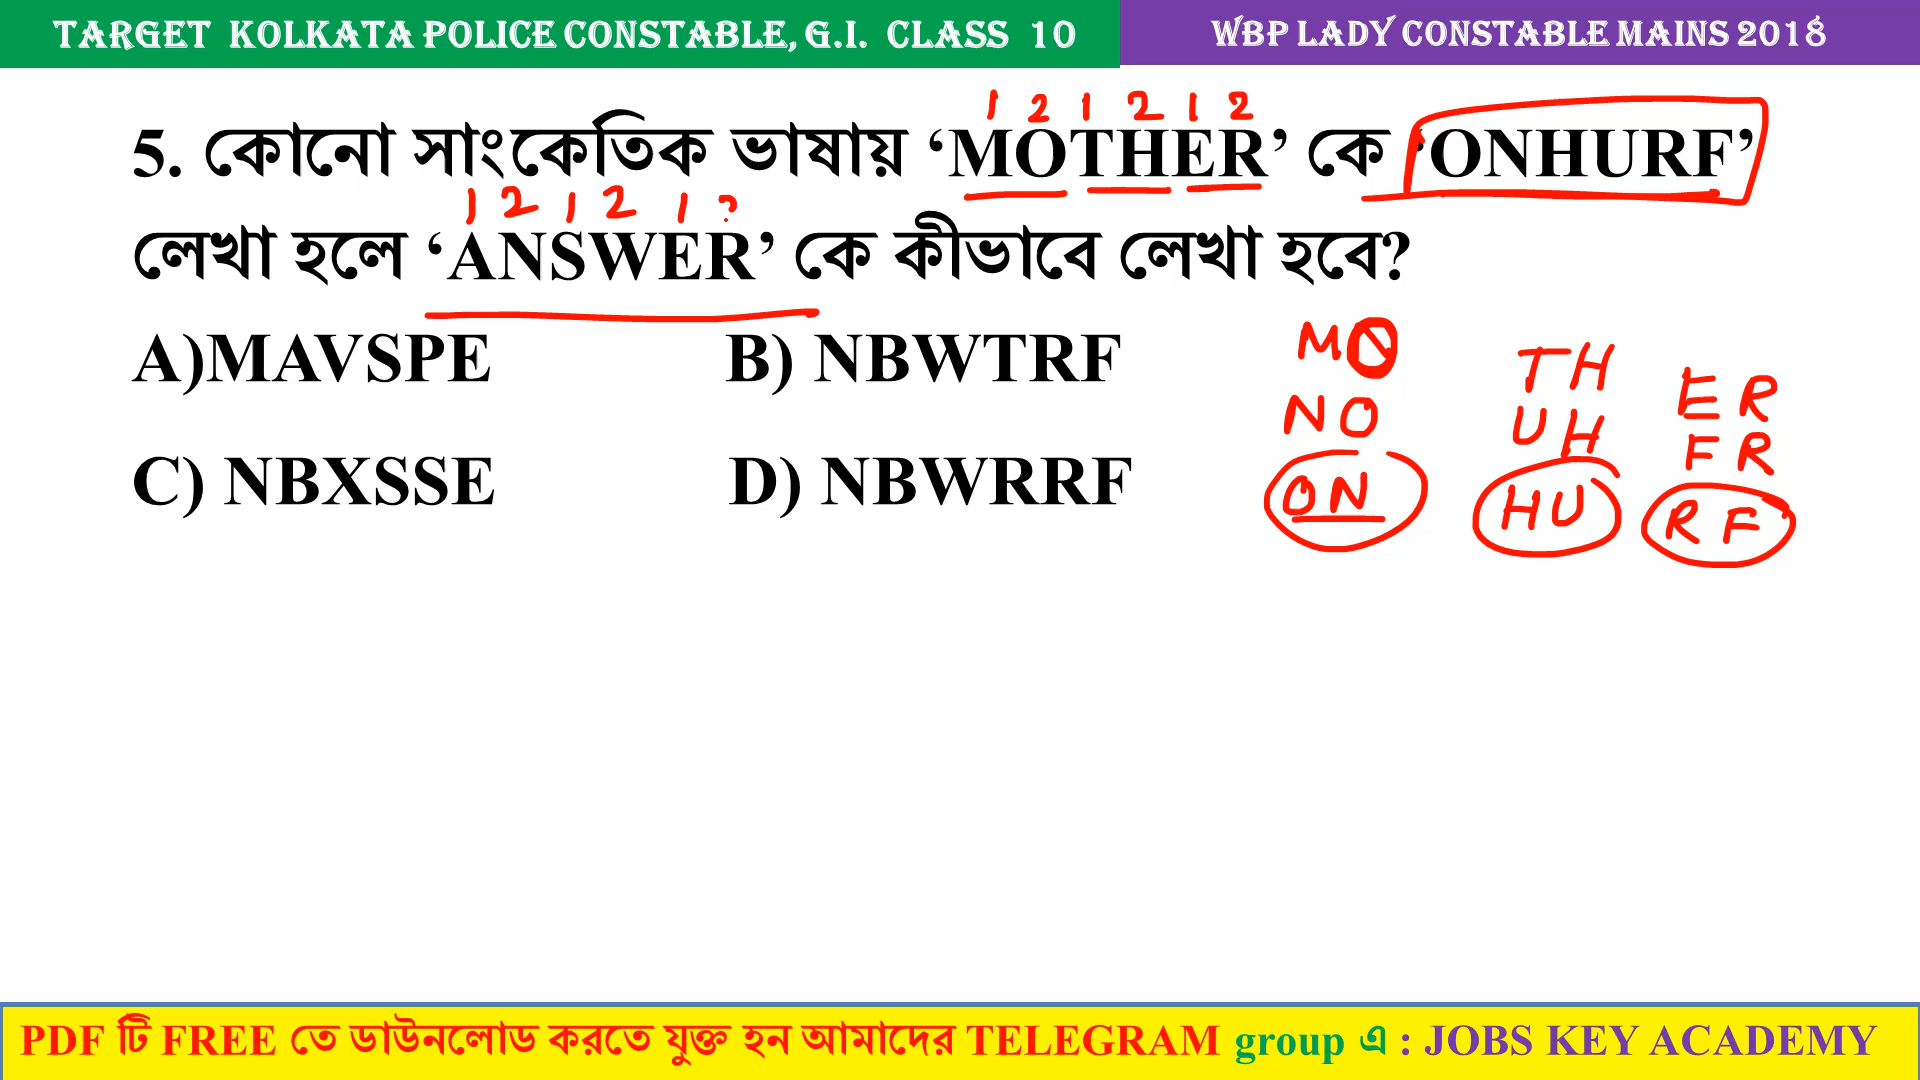 TARGET KOLKATA POLICE CONSTABLE, G.I. CLASS 10
WBP LADY CONSTABLE MAINS 2018
1 2 1 2 1 2
5. কোনো সাংকেতিক ভাষায় ‘MOTHER’ কে ‘ONHURF’
1 2 1 2 1 2
লেখা হলে ‘ANSWER’ কে কীভাবে লেখা হবে?
A)MAVSPE B) NBWTRF
C) NBXSSE D) NBWRRF
MO
NO
ON
TH
UH
HU
ER
FR
RF
PDF টি FREE তে ডাউনলোড করতে যুক্ত হন আমাদের TELEGRAM group এ : JOBS KEY ACADEMY